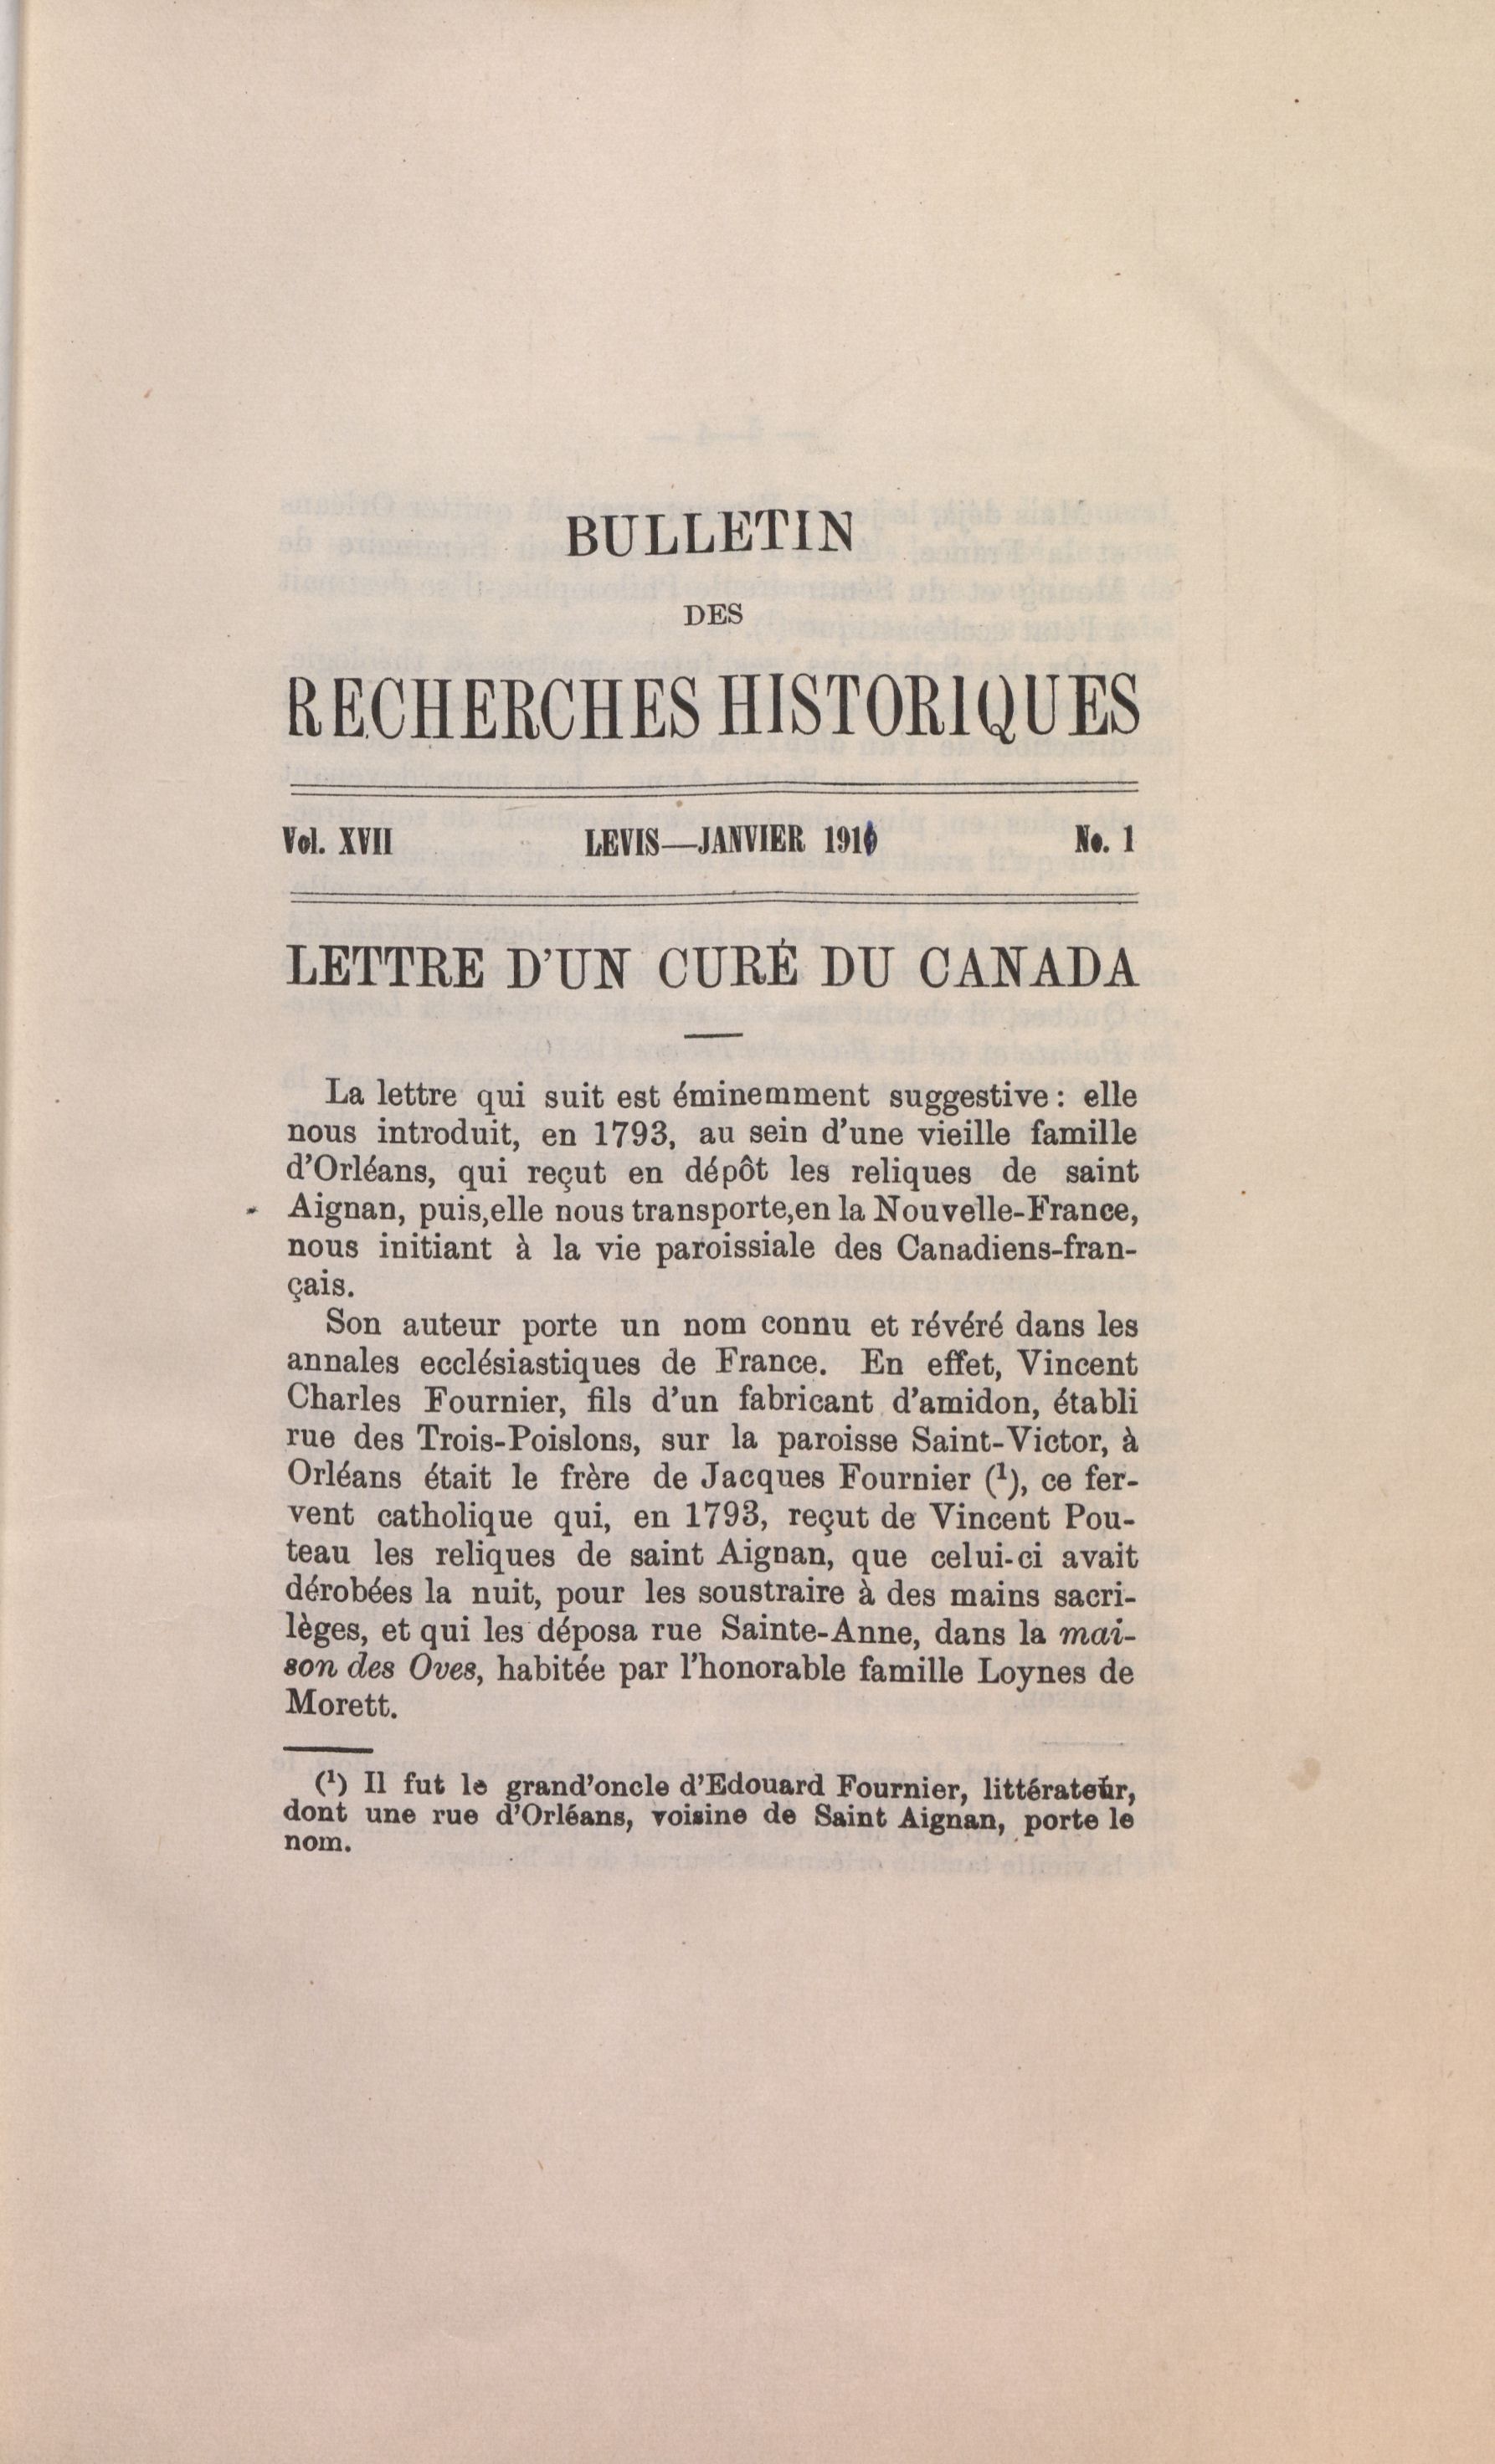 BULLETIN
DES
RECHERCHES HISTORIQUES
Vol. XVII LEVIS—JANVIER 1911 No. 1
LETTRE D'UN CURÉ DU CANADA
La lettre qui suit est éminemment suggestive : elle
nous introduit, en 1793, au sein d'une vieille famille
d'Orléans, qui reçut en dépôt les reliques de saint
Aignan, puis,elle nous transporte,en la Nouvelle-France,
nous initiant à la vie paroissiale des Canadiens-fran-
çais.
Son auteur porte un nom connu et révéré dans les
annales ecclésiastiques de France. En effet, Vincent
Charles Fournier, fils d'un fabricant d'amidon, établi
rue des Trois-Poislons, sur la paroisse Saint-Victor, à
Orléans était le frère de Jacques Fournier (1), ce fer-
vent catholique qui, en 1793, reçut de Vincent Pou-
teau les reliques de saint Aignan, que celui-ci avait
dérobées la nuit, pour les soustraire à des mains sacri-
lèges, et qui les déposa rue Sainte-Anne, dans la mai-
son des Oves, habitée par l'honorable famille Loynes de
Morett.
(1) Il fut le grand'oncle d'Edouard Fournier, littérateur,
dont une rue d'Orléans, voisine de Saint Aignan, porte le
nom.